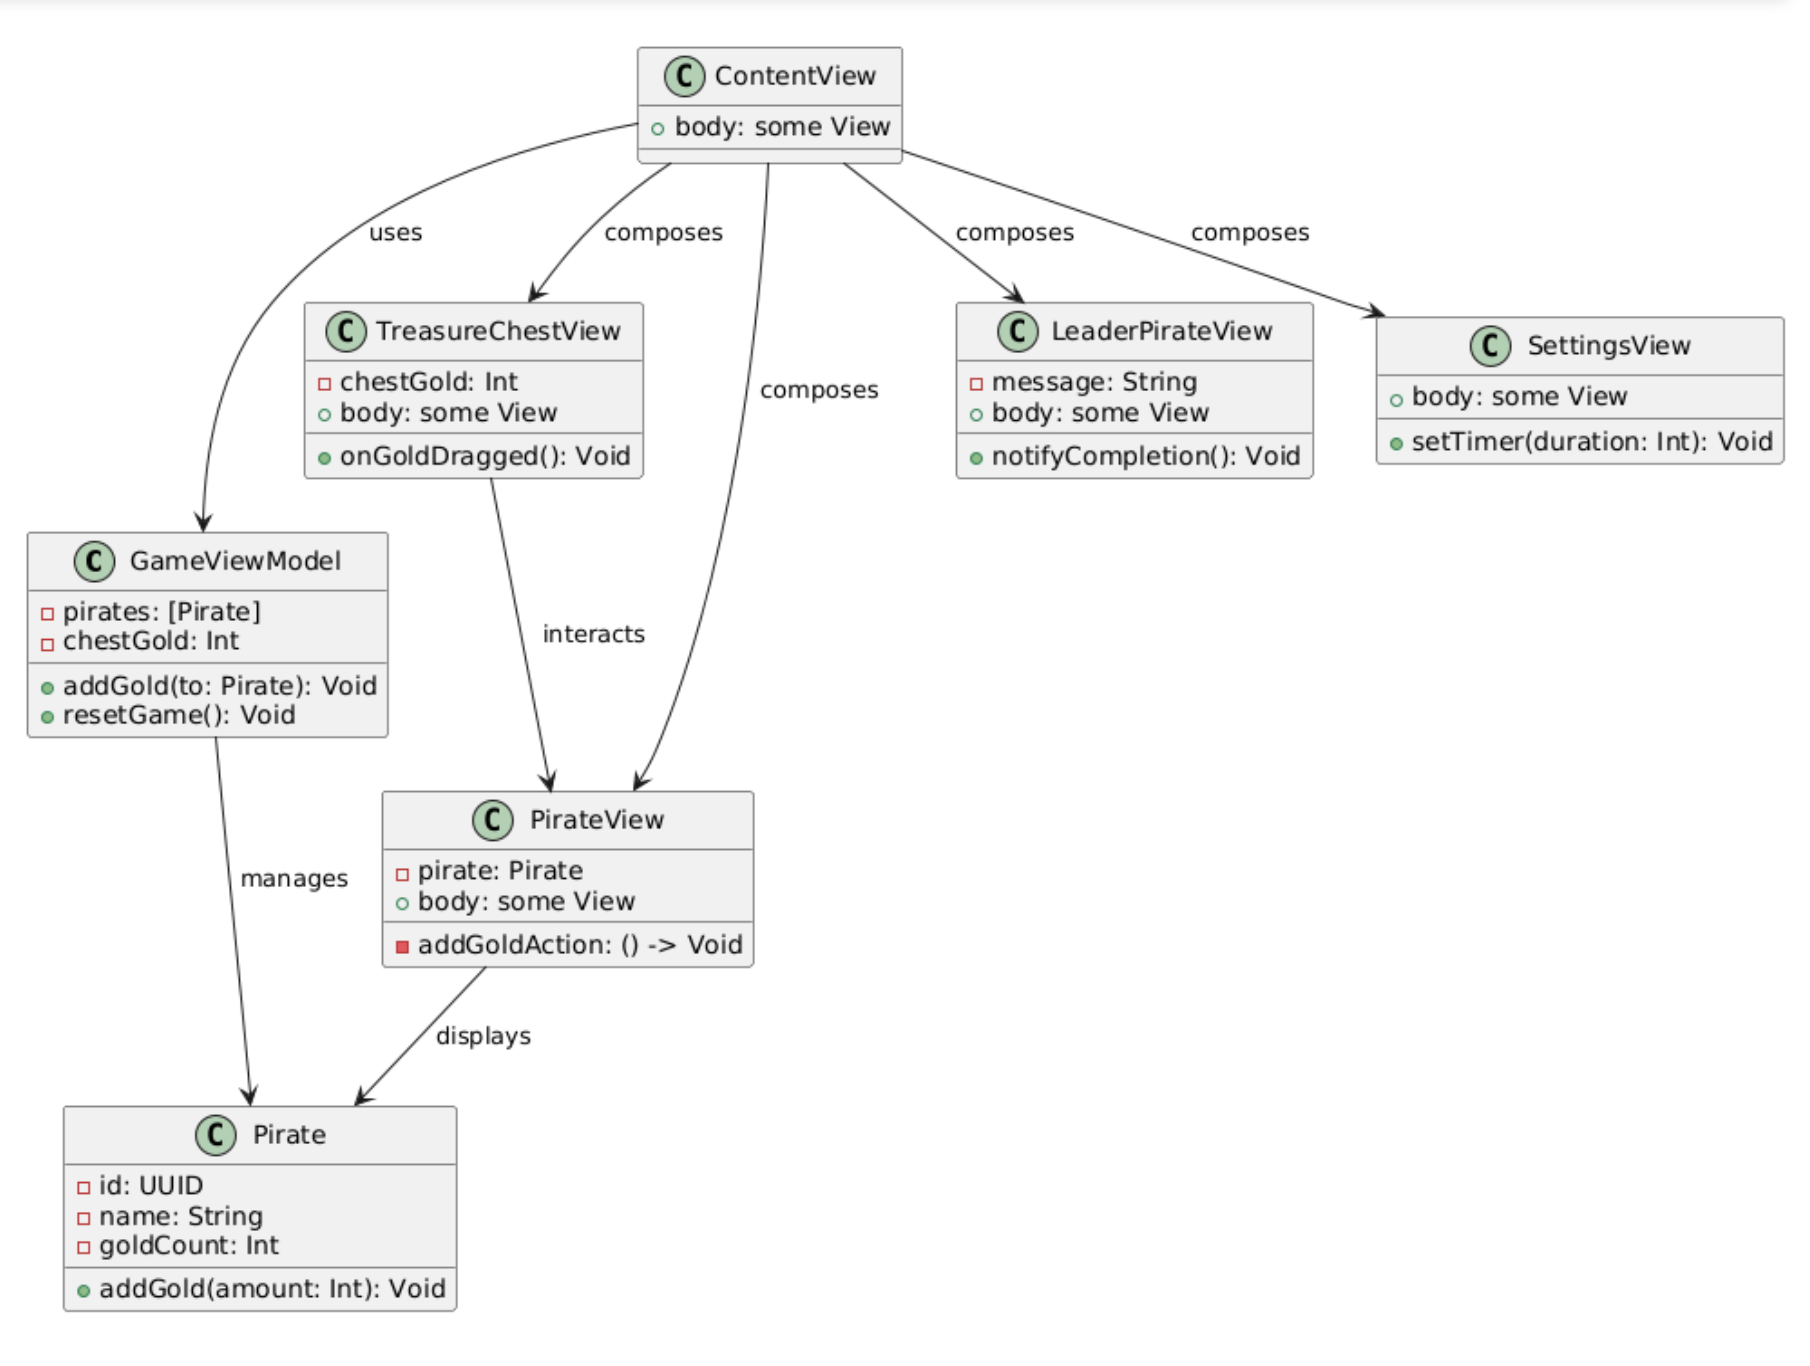 C ContentView
body: some View
uses
composes
composes
composes
composes
C TreasureChestView
chestGold: Int
body: some View
onGoldDragged(): Void
C LeaderPirateView
message: String
body: some View
notifyCompletion(): Void
C SettingsView
body: some View
setTimer(duration: Int): Void
C GameViewModel
pirates: [Pirate]
chestGold: Int
addGold(to: Pirate): Void
resetGame(): Void
interacts
manages
C PirateView
pirate: Pirate
body: some View
addGoldAction: () -> Void
displays
C Pirate
id: UUID
name: String
goldCount: Int
addGold(amount: Int): Void